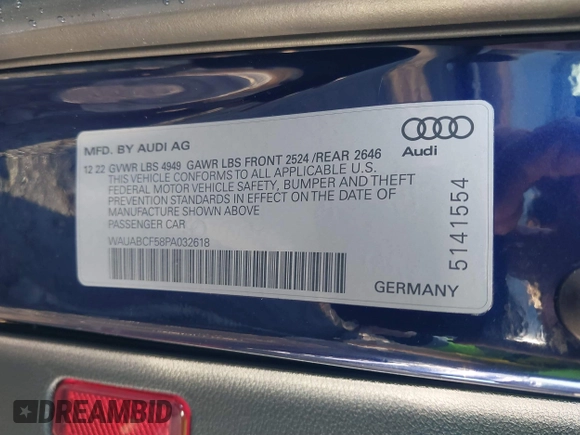 MFD. BY AUDI AG
12 22 GVWR LBS 4949 GAWR LBS FRONT 2524 /REAR 2646
THIS VEHICLE CONFORMS TO ALL APPLICABLE U.S.
FEDERAL MOTOR VEHICLE SAFETY, BUMPER AND THEFT
PREVENTION STANDARDS IN EFFECT ON THE DATE OF
MANUFACTURE SHOWN ABOVE
PASSENGER CAR
WAUABCF58PA032618
Audi
5141554
GERMANY
DREAMBID